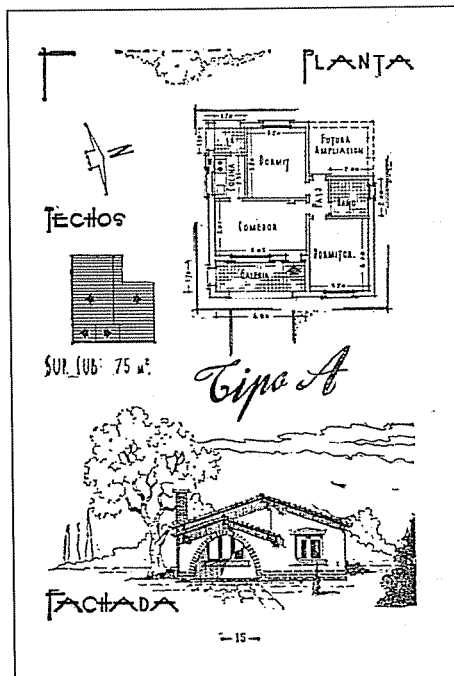 PLANTA
N
TECHOS
SUP. CUB: 75 M².
DORMIT
FUTURA
AMPLIACION
COCINA
PASO
BAÑO
COMEDOR
DORMITOR.
GALERIA
Tipo A
FACHADA
—15—